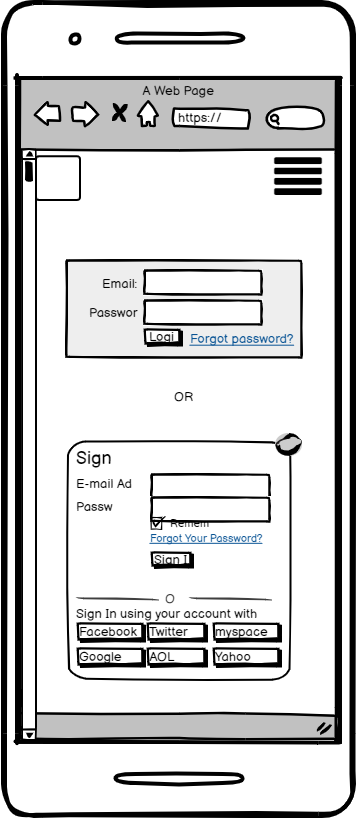 A Web Page
https://
Email:
Passwor
Logi Forgot password?
OR
Sign
E-mail Ad
Passw
Remem
Forgot Your Password?
Sign I
O
Sign In using your account with
Facebook Twitter myspace
Google AOL Yahoo